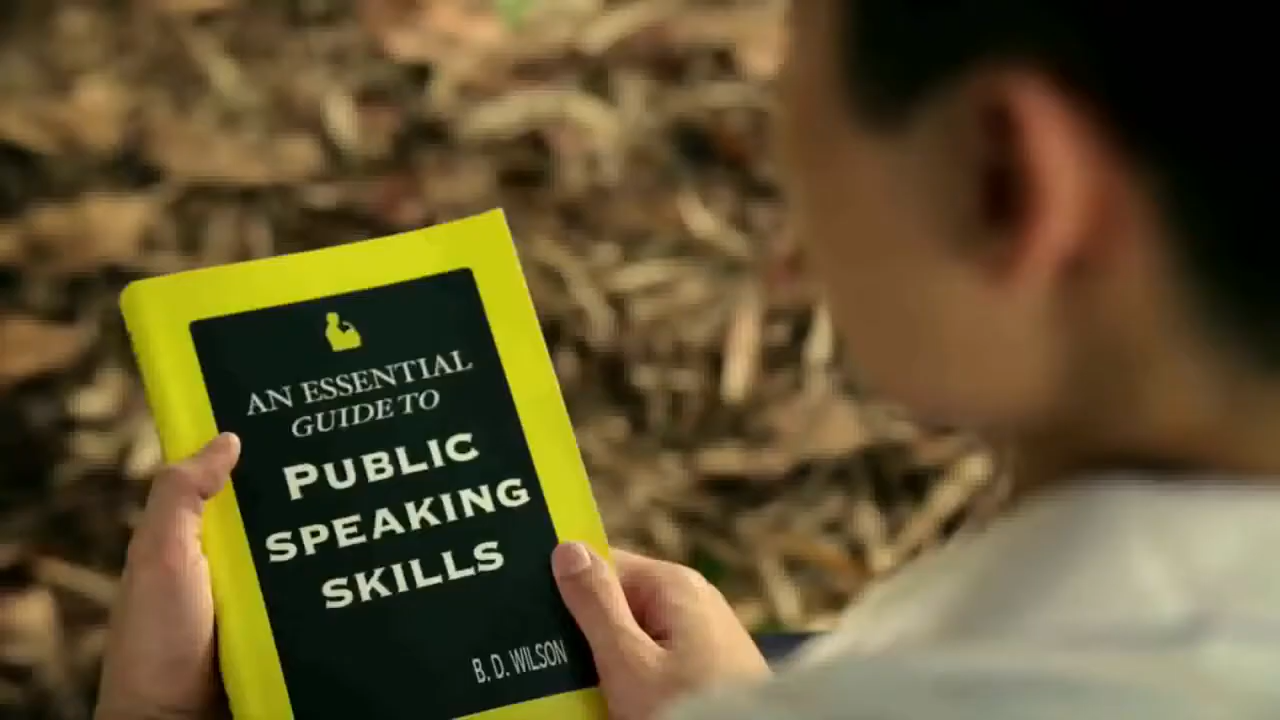 AN ESSENTIAL
GUIDE TO
PUBLIC
SPEAKING
SKILLS
B. D. WILSON